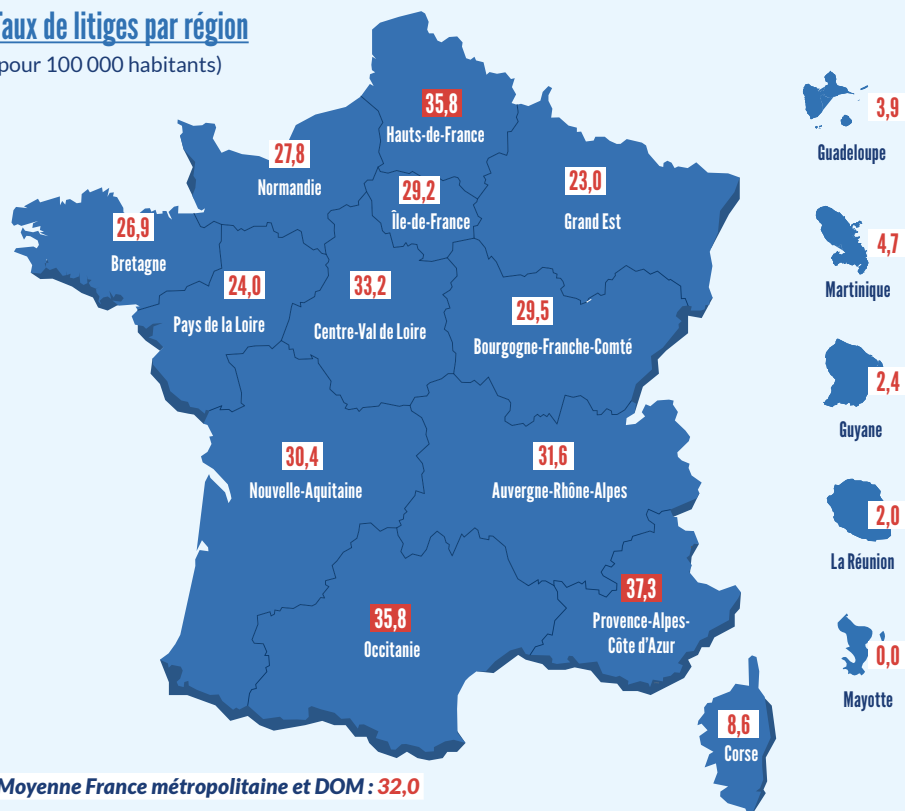 Taux de litiges par région
(pour 100 000 habitants)
35,8
Hauts-de-France
27,8
Normandie
29,2
Île-de-France
23,0
Grand Est
26,9
Bretagne
24,0
Pays de la Loire
33,2
Centre-Val de Loire
29,5
Bourgogne-Franche-Comté
30,4
Nouvelle-Aquitaine
31,6
Auvergne-Rhône-Alpes
35,8
Occitanie
37,3
Provence-Alpes-
Côte d'Azur
8,6
Corse
3,9
Guadeloupe
4,7
Martinique
2,4
Guyane
2,0
La Réunion
0,0
Mayotte
Moyenne France métropolitaine et DOM : 32,0